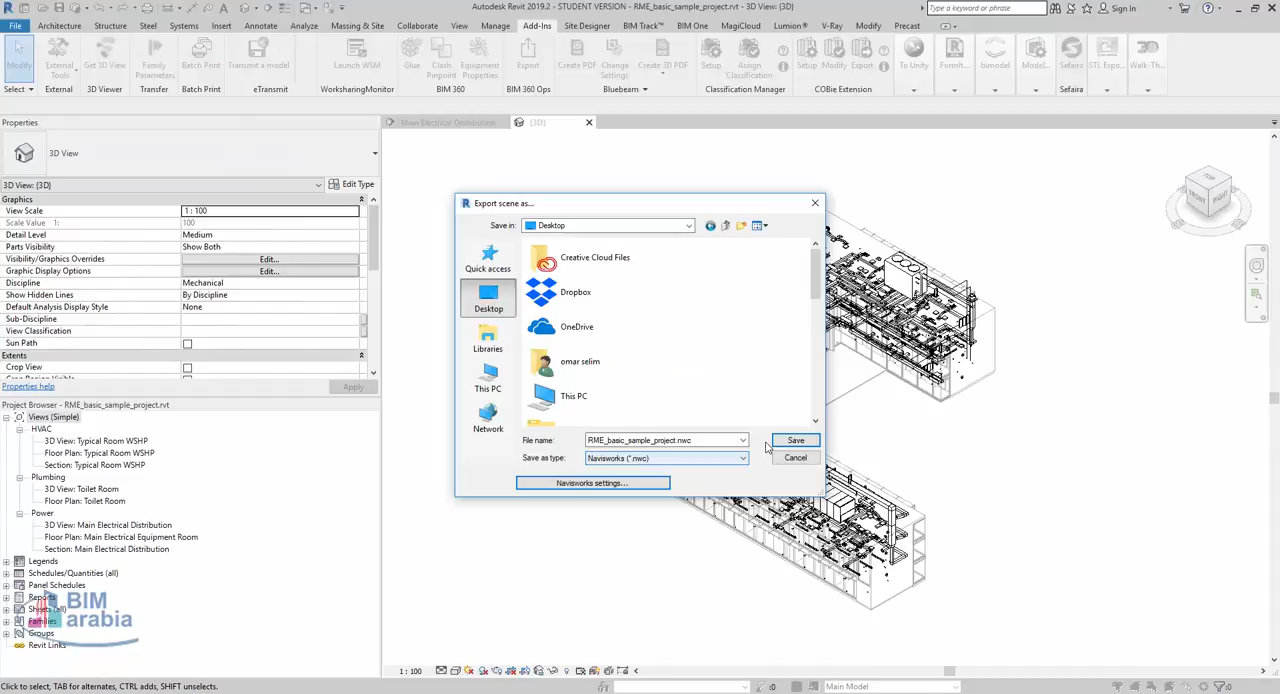 Autodesk Revit 2019.2 - STUDENT VERSION - RME_basic_sample_project.rvt - 3D View: {3D}
Type a keyword or phrase
Sign In
File Architecture Structure Steel Systems Insert Annotate Analyze Massing & Site Collaborate View Manage Add-Ins Site Designer BIM Track™ BIM One MagiCloud Lumion® V-Ray Modify Precast
Modify External Tools Get 3D View Family Parameters Batch Print Transmit a model Launch WSM Glue Clash Pinpoint Equipment Properties Export Create PDF Change Settings Create 3D PDF Setup Assign Classification Setup Modify Export To Unity FormIt... bimodel Model... Sefaira STL Expo... Walk-Th...
Select External 3D Viewer Transfer Batch Print eTransmit WorksharingMonitor BIM 360 BIM 360 Ops Bluebeam Classification Manager COBie Extension Sefaira
Properties
Main Electrical Distribution
{3D}
3D View
3D View: {3D}
Edit Type
Graphics
View Scale 1 : 100
Scale Value 1: 100
Detail Level Medium
Parts Visibility Show Both
Visibility/Graphics Overrides Edit...
Graphic Display Options Edit...
Discipline Mechanical
Show Hidden Lines By Discipline
Default Analysis Display Style None
Sub-Discipline
View Classification
Sun Path
Extents
Crop View
Properties help
Apply
Project Browser - RME_basic_sample_project.rvt
Views (Simple)
HVAC
3D View: Typical Room WSHP
Floor Plan: Typical Room WSHP
Section: Typical Room WSHP
Plumbing
3D View: Toilet Room
Floor Plan: Toilet Room
Power
3D View: Main Electrical Distribution
Floor Plan: Main Electrical Equipment Room
Section: Main Electrical Distribution
Legends
Schedules/Quantities (all)
Panel Schedules
Reports
Sheets (all)
Families
Groups
Revit Links
BIM
arabia
Export scene as...
Save in: Desktop
Quick access
Desktop
Libraries
This PC
Network
Creative Cloud Files
Dropbox
OneDrive
omar selim
This PC
File name: RME_basic_sample_project.nwc
Save
Save as type: Navisworks (*.nwc)
Cancel
Navisworks settings...
TOP
FRONT
RIGHT
1 : 100
Click to select, TAB for alternates, CTRL adds, SHIFT unselects.
:0
Main Model
:0